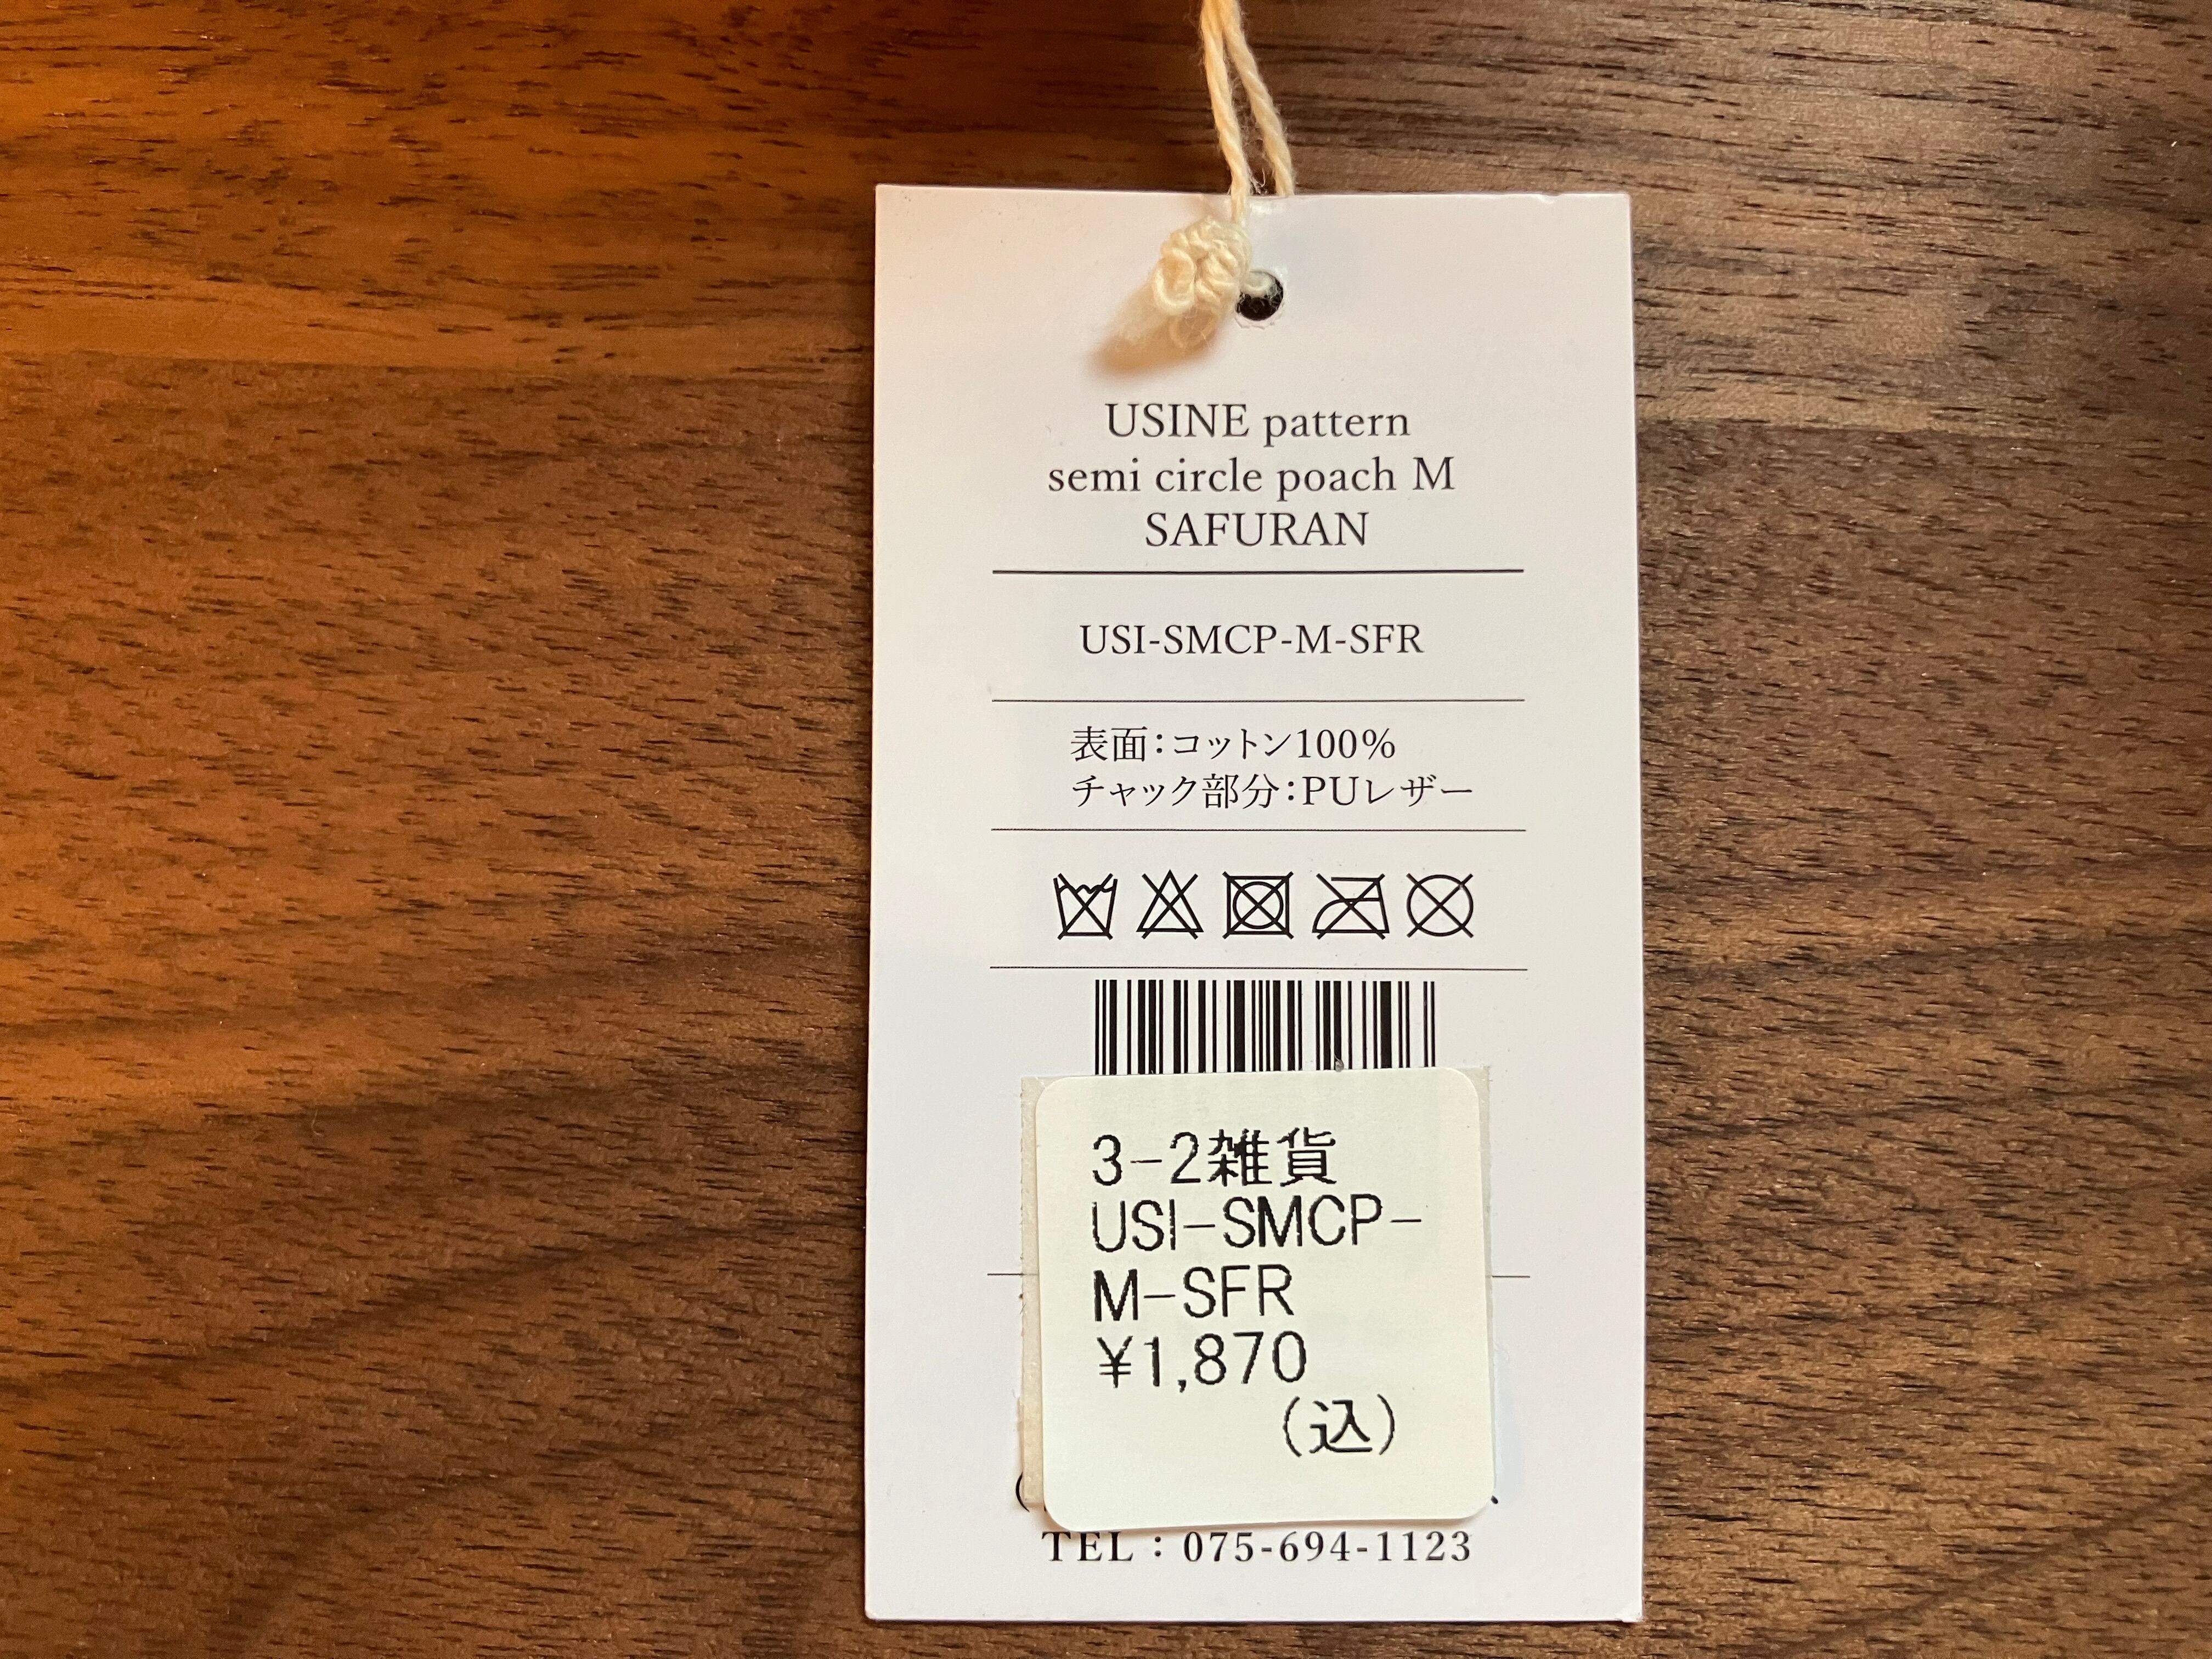 USINE pattern
semi circle poach M
SAFURAN
USI-SMCP-M-SFR
表面：コットン100%
チャック部分：PUレザー
3-2雑貨
USI-SMCP-
M-SFR
¥1,870
（込）
TEL：075-694-1123